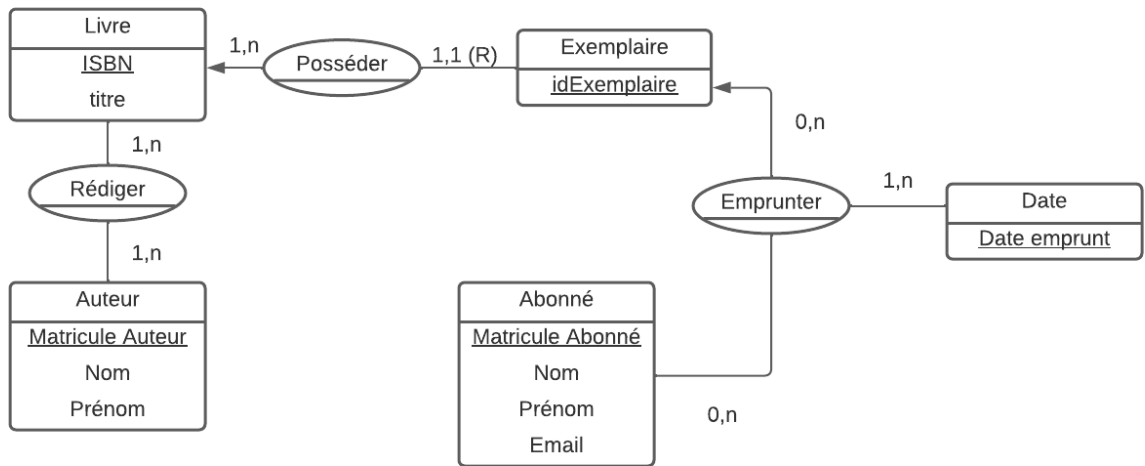 Livre
ISBN
titre
1,n
Posséder
1,1 (R)
Exemplaire
idExemplaire
0,n
1,n
Rédiger
1,n
Emprunter
1,n
Date
Date emprunt
Auteur
Matricule Auteur
Nom
Prénom
Abonné
Matricule Abonné
Nom
Prénom
Email
0,n